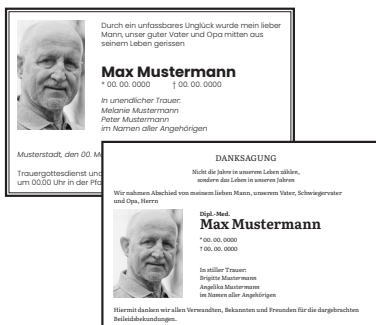 Durch ein unfassbares Unglück wurde mein lieber
Mann, unser guter Vater und Opa mitten aus
seinem Leben gerissen
Max Mustermann
* 00. 00. 0000 † 00. 00. 0000
In unendlicher Trauer:
Melanie Mustermann
Peter Mustermann
im Namen aller Angehörigen
Musterstadt, den 00.
Trauergottesdienst
um 00.00 Uhr in der
DANKSAGUNG
Nicht die Jahre in unserem Leben zählen,
sondern das Leben in unseren Jahren
Wir nahmen Abschied von meinem lieben Mann, unserem Vater, Schwiegervater
und Opa, Herrn
Dipl.-Med.
Max Mustermann
* 00. 00. 0000
† 00. 00. 0000
In stiller Trauer:
Brigitte Mustermann
Angelika Mustermann
im Namen aller Angehörigen
Hiermit danken wir allen Verwandten, Bekannten und Freunden für die dargebrachten
Beileidsbekundungen.